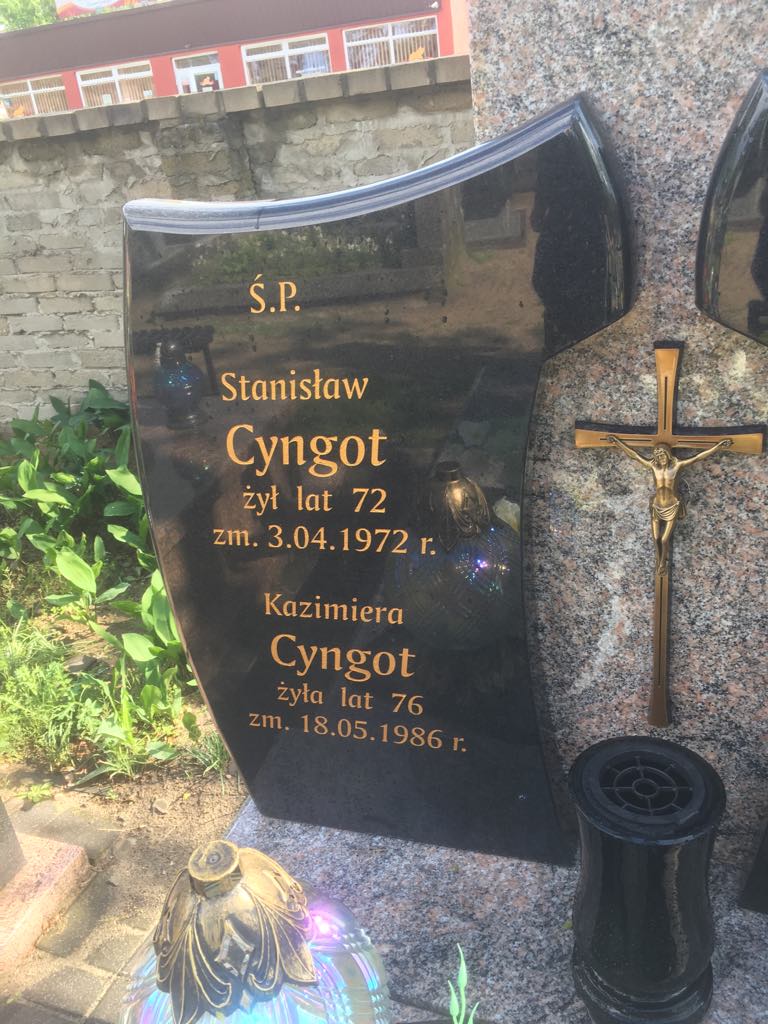 Ś.P.
Stanisław
Cyngot
żył lat 72
zm. 3.04.1972 r.
Kazimiera
Cyngot
żyła lat 76
zm. 18.05.1986 r.